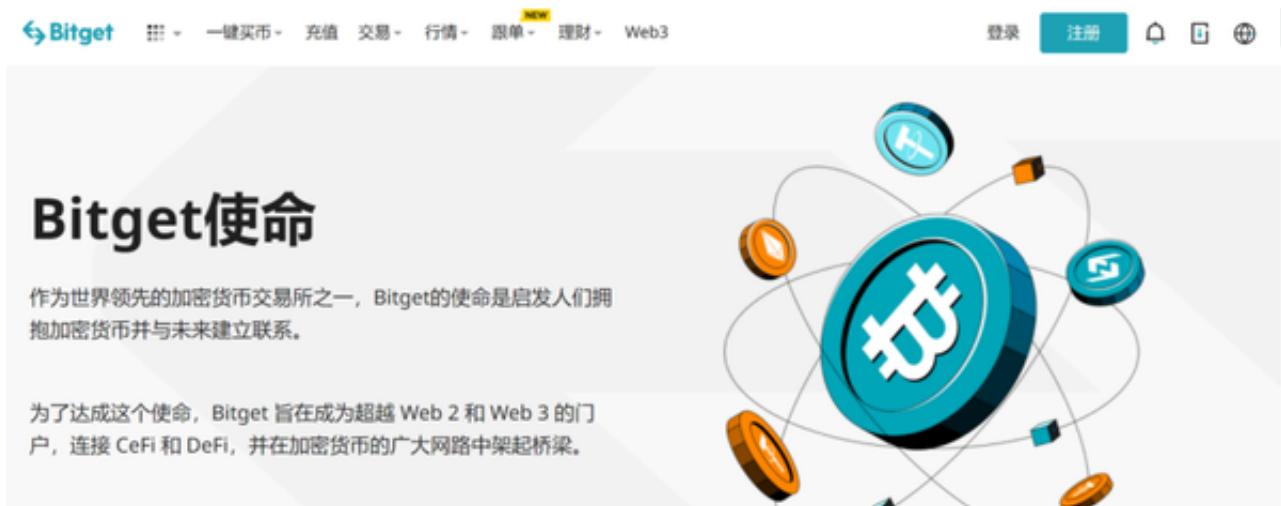 Bitget 一键买币 充值 交易 行情 跟单 NEW 理财 Web3 登录 注册
Bitget使命
作为世界领先的加密货币交易所之一，Bitget的使命是启发人们拥
抱加密货币并与未来建立联系。
为了达成这个使命，Bitget 旨在成为超越 Web 2 和 Web 3 的门
户，连接 CeFi 和 DeFi，并在加密货币的广大网路中架起桥梁。